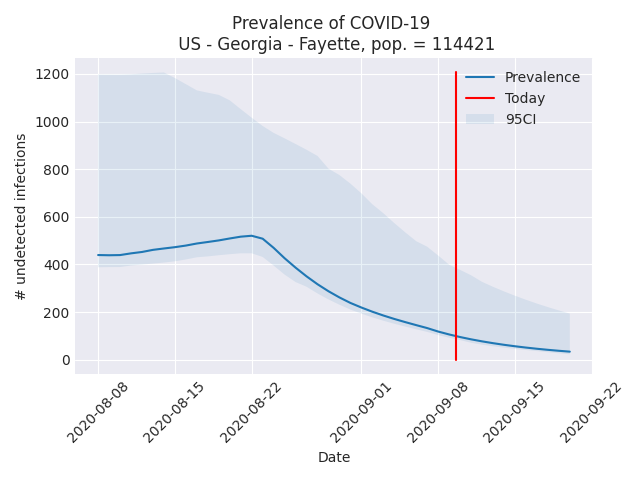 Prevalence of COVID-19
US - Georgia - Fayette, pop. = 114421
Prevalence
Today
95CI
# undetected infections
1200
1000
800
600
400
200
0
2020-08-08
2020-08-15
2020-08-22
2020-09-01
2020-09-08
2020-09-15
2020-09-22
Date